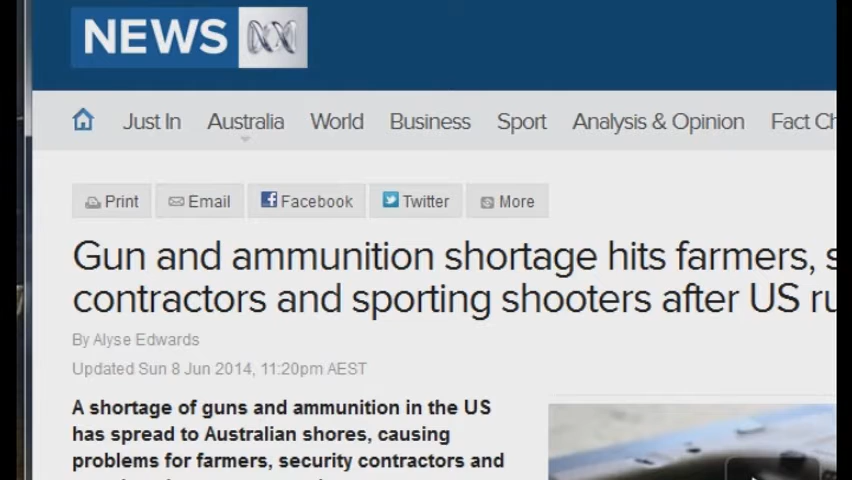 NEWS
Just In Australia World Business Sport Analysis & Opinion Fact
Print Email Facebook Twitter More
Gun and ammunition shortage hits farmers,
contractors and sporting shooters after US
By Alyse Edwards
Updated Sun 8 Jun 2014, 11:20pm AEST
A shortage of guns and ammunition in the US
has spread to Australian shores, causing
problems for farmers, security contractors and